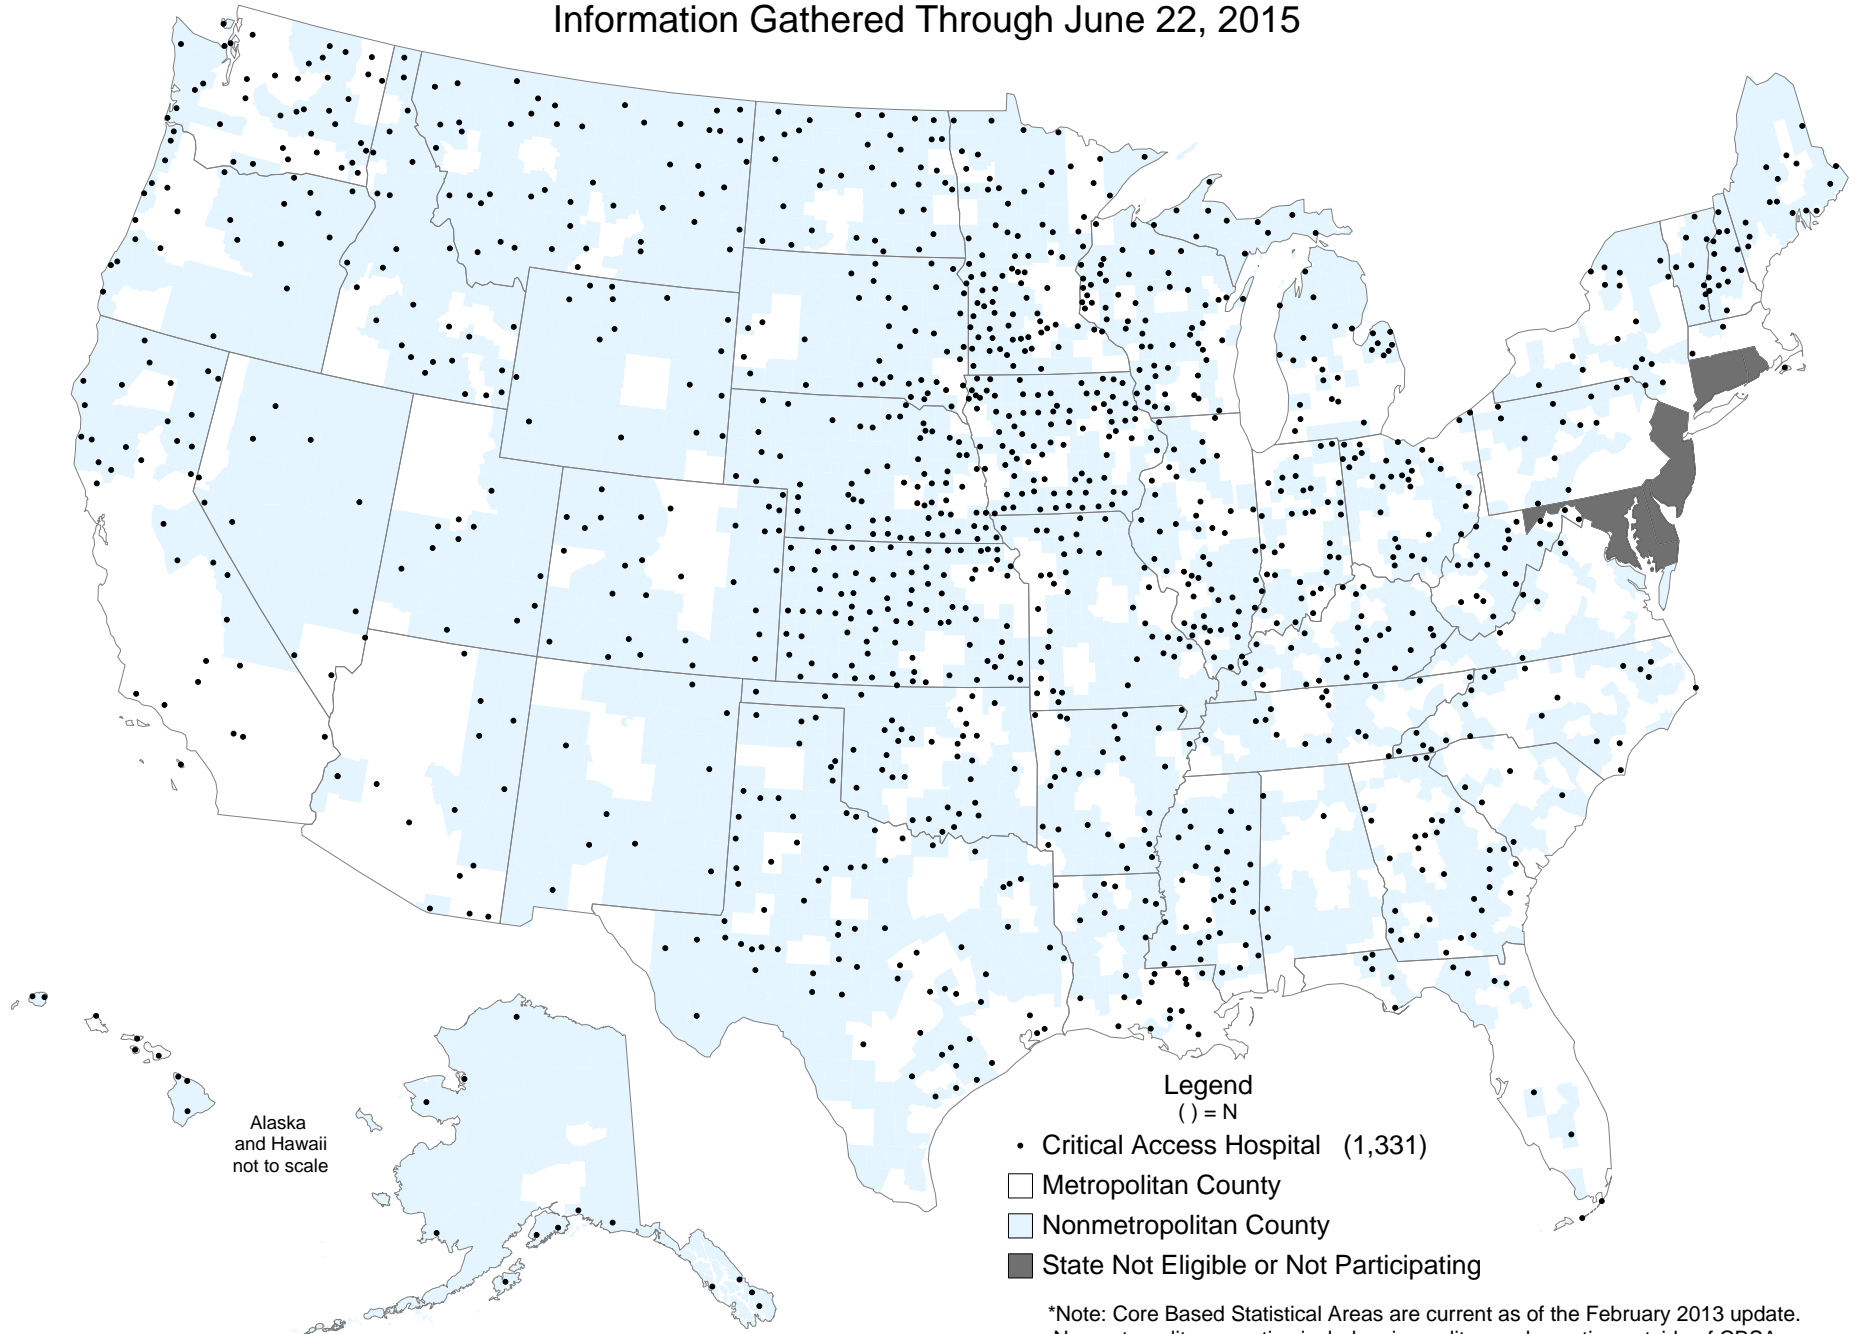 Information Gathered Through June 22, 2015
Alaska
and Hawaii
not to scale
Legend
( ) = N
Critical Access Hospital (1,331)
Metropolitan County
Nonmetropolitan County
State Not Eligible or Not Participating
*Note: Core Based Statistical Areas are current as of the February 2013 update.